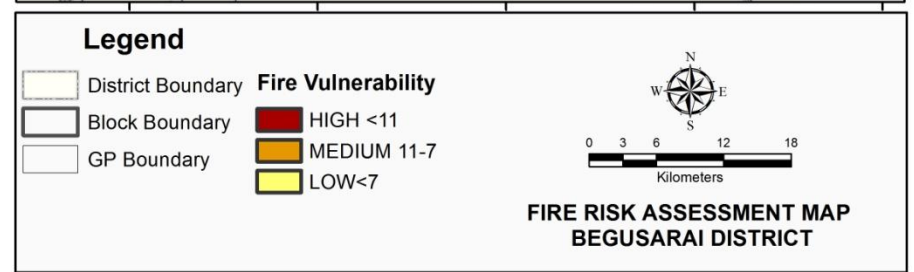 Legend
District Boundary
Block Boundary
GP Boundary
Fire Vulnerability
HIGH <11
MEDIUM 11-7
LOW<7
N
W E
S
0 3 6 12 18
Kilometers
FIRE RISK ASSESSMENT MAP
BEGUSARAI DISTRICT